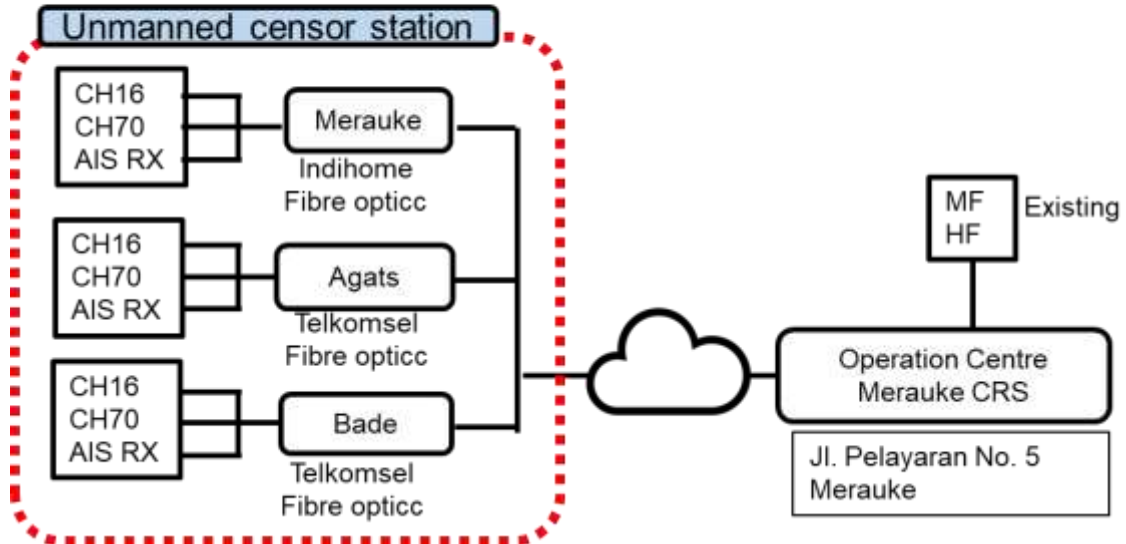 Unmanned censor station
CH16
CH70
AIS RX
Merauke
Indihome
Fibre opticc
CH16
CH70
AIS RX
Agats
Telkomsel
Fibre opticc
CH16
CH70
AIS RX
Bade
Telkomsel
Fibre opticc
MF
HF
Existing
Operation Centre
Merauke CRS
Jl. Pelayaran No. 5
Merauke